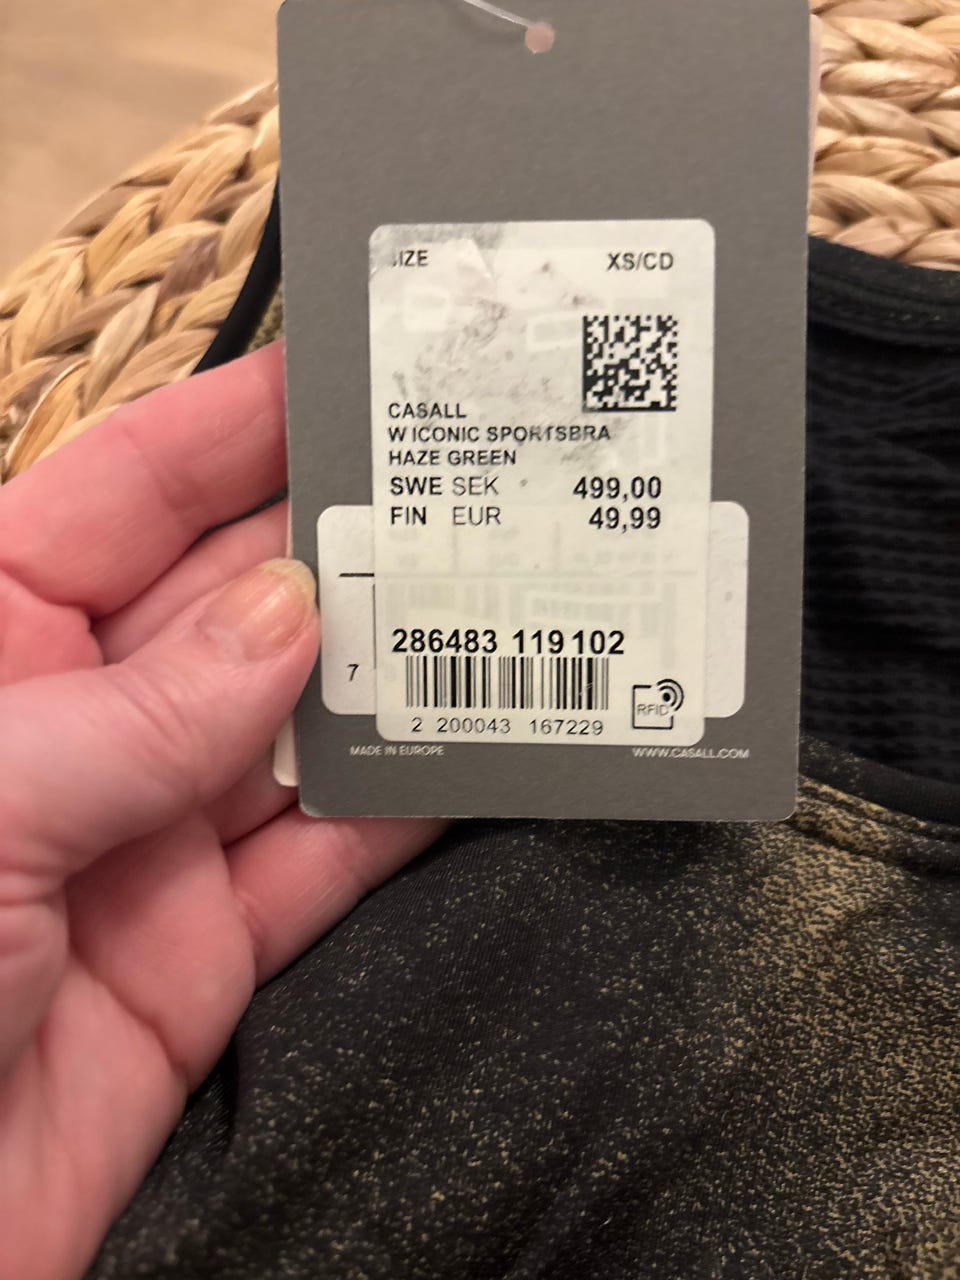 SIZE XS/CD
CASALL
W ICONIC SPORTSBRA
HAZE GREEN
SWE SEK 499,00
FIN EUR 49,99
286483 119102
7
RFID
2 200043 167229
MADE IN EUROPE WWW.CASALL.COM